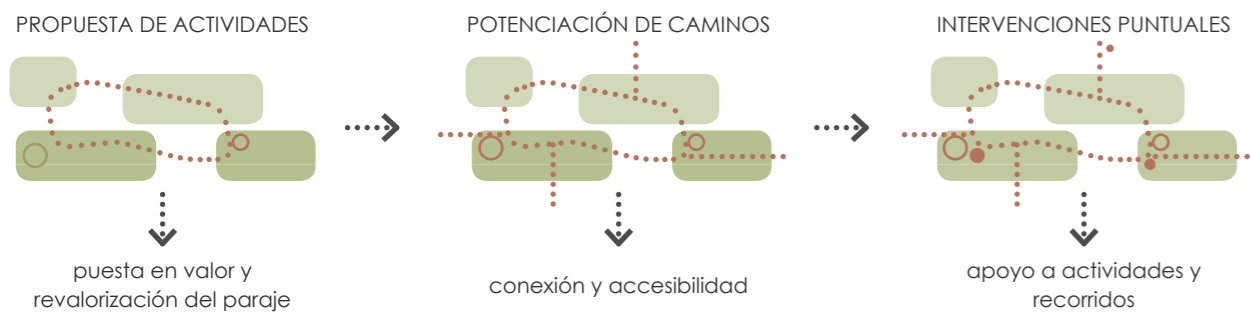 PROPUESTA DE ACTIVIDADES
POTENCIACIÓN DE CAMINOS
INTERVENCIONES PUNTUALES
puesta en valor y
revalorización del paraje
conexión y accesibilidad
apoyo a actividades y
recorridos